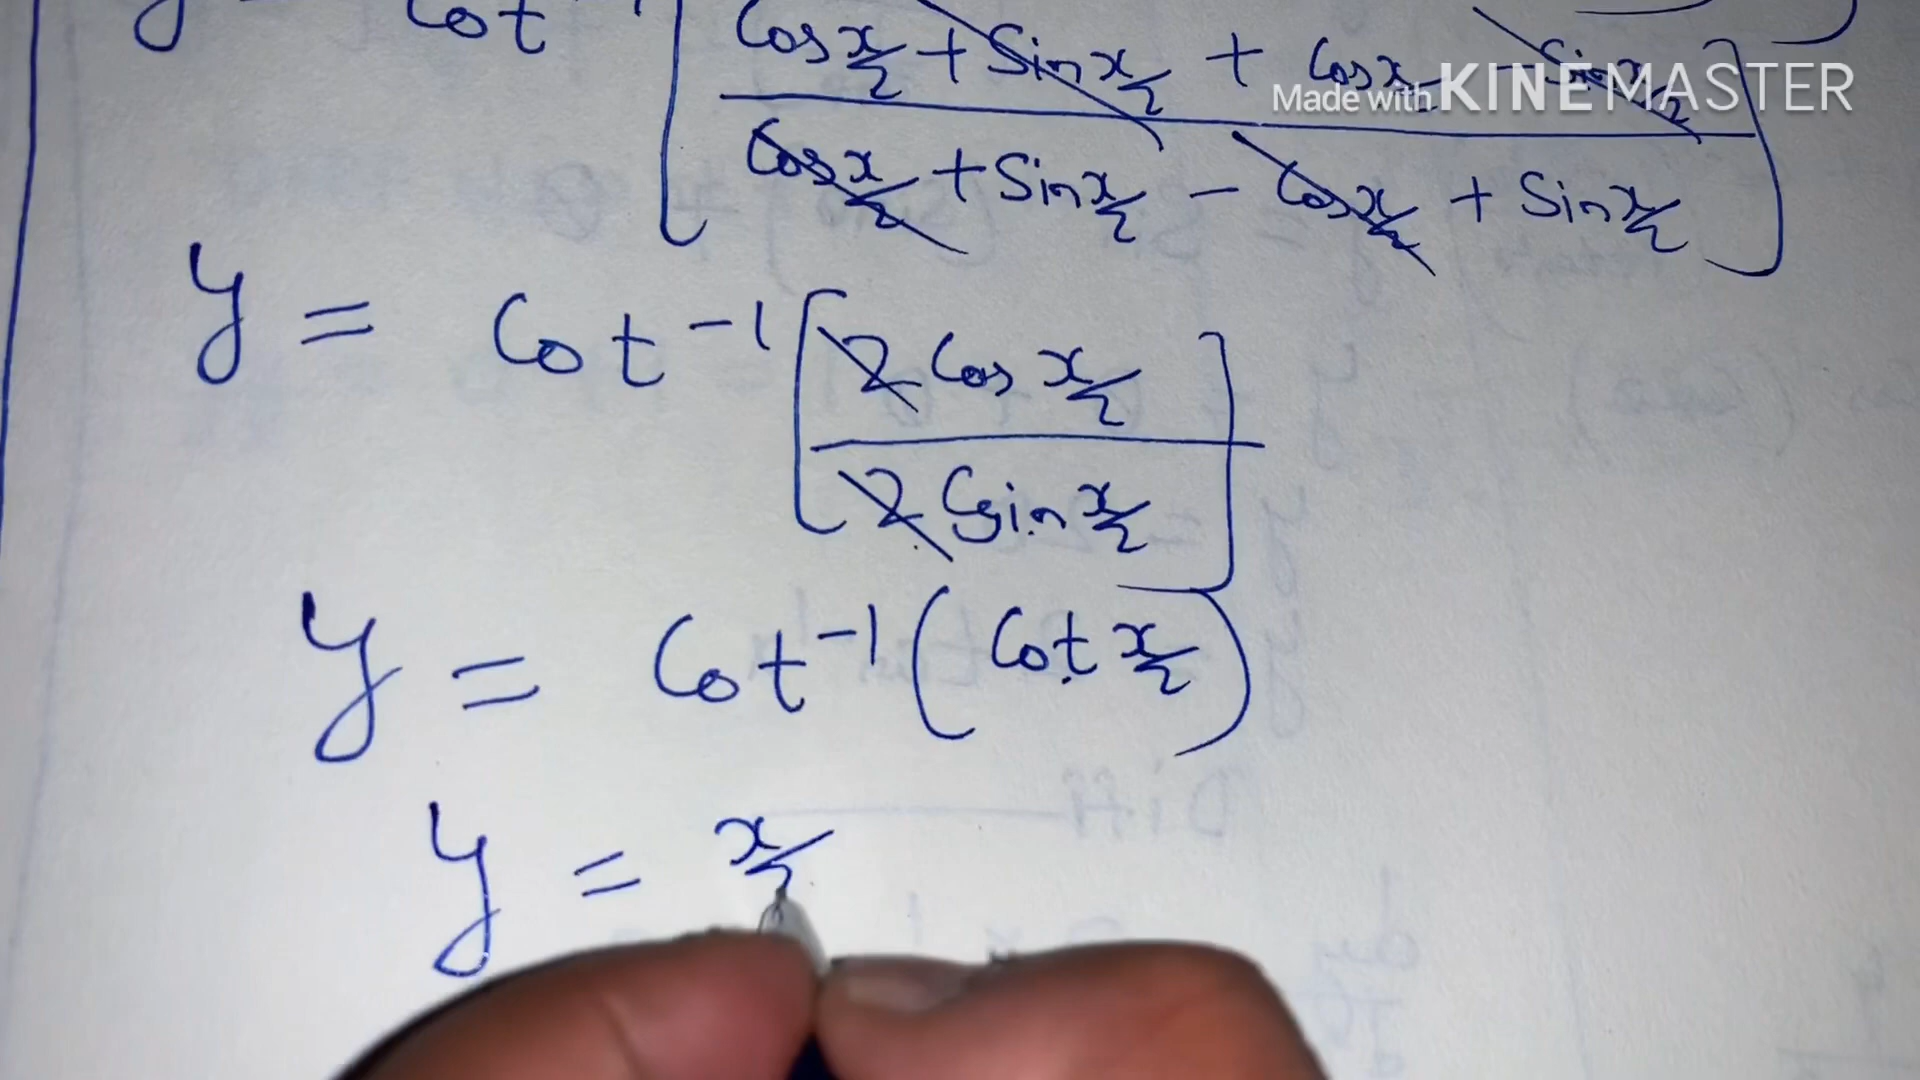 y = Cot⁻¹ [ Cos x/2 + Sin x/2 + Cos x/2 - Sin x/2
Made with KINEMASTER
Cos x/2 + Sin x/2 - Cos x/2 + Sin x/2 ]
y = Cot⁻¹ [ 2 Cos x/2
2 Sin x/2 ]
y = Cot⁻¹ ( Cot x/2 )
y = x/2